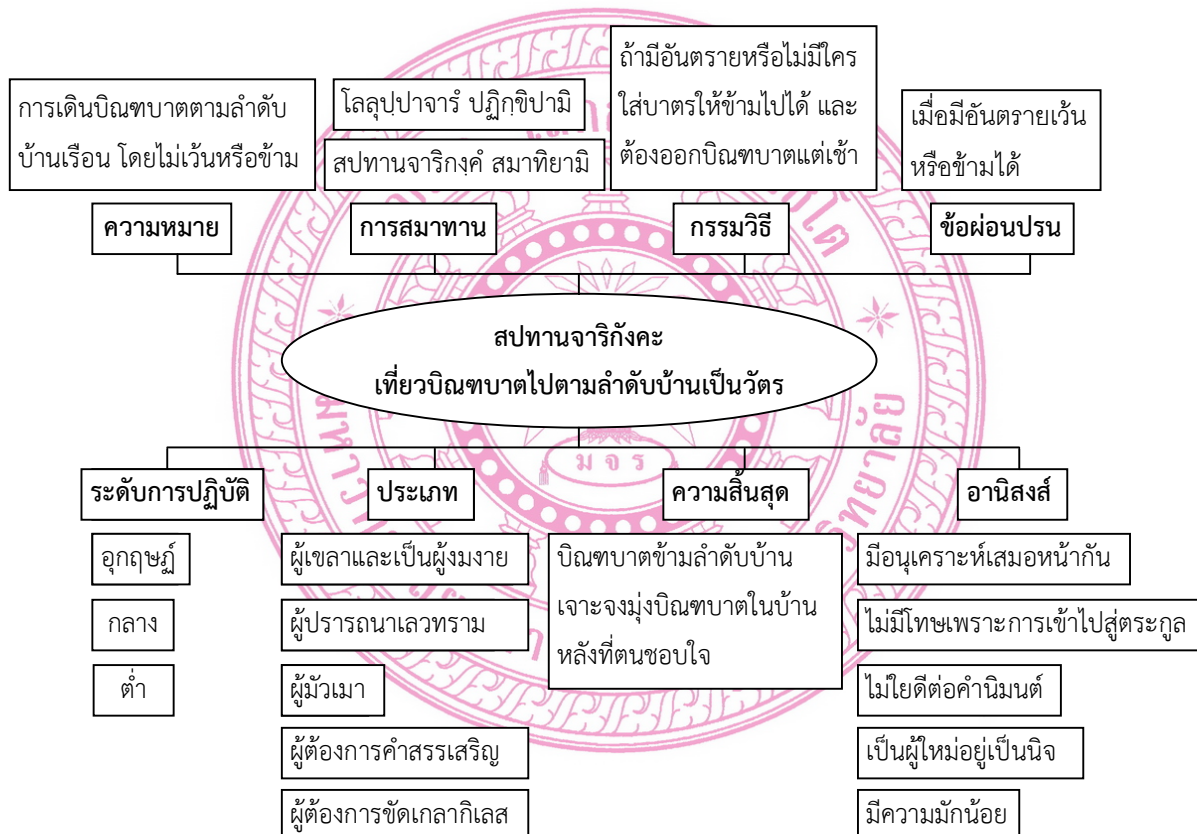 การเดินบิณฑบาตตามลำดับ
บ้านเรือน โดยไม่เว้นหรือข้าม
ความหมาย
โลลุปฺปาจารํ ปฏิกฺขิปามิ
สปทานจาริกงฺคํ สมาทิยามิ
การสมาทาน
ถ้ามีอันตรายหรือไม่มีใคร
ใส่บาตรให้ข้ามไปได้ และ
ต้องออกบิณฑบาตแต่เช้า
กรรมวิธี
เมื่อมีอันตรายเว้น
หรือข้ามได้
ข้อผ่อนปรน
สปทานจาริกังคะ
เที่ยวบิณฑบาตไปตามลำดับบ้านเป็นวัตร
ม จ ร
ระดับการปฏิบัติ
อุกฤษฏ์
กลาง
ต่ำ
ประเภท
ผู้เขลาและเป็นผู้งมงาย
ผู้ปรารถนาเลวทราม
ผู้มัวเมา
ผู้ต้องการคำสรรเสริญ
ผู้ต้องการขัดเกลากิเลส
ความสิ้นสุด
บิณฑบาตข้ามลำดับบ้าน
เจาะจงมุ่งบิณฑบาตในบ้าน
หลังที่ตนชอบใจ
อานิสงส์
มีอนุเคราะห์เสมอหน้ากัน
ไม่มีโทษเพราะการเข้าไปสู่ตระกูล
ไม่ใยดีต่อคำนิมนต์
เป็นผู้ใหม่อยู่เป็นนิจ
มีความมักน้อย